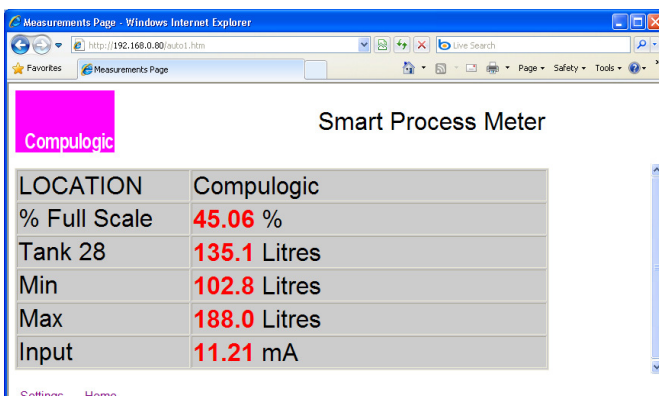 Measurements Page - Windows Internet Explorer
http://192.168.0.80/auto1.htm
Live Search
Favorites Measurements Page Page Safety Tools
Compulogic
Smart Process Meter
LOCATION Compulogic
% Full Scale 45.06 %
Tank 28 135.1 Litres
Min 102.8 Litres
Max 188.0 Litres
Input 11.21 mA
Settings Home